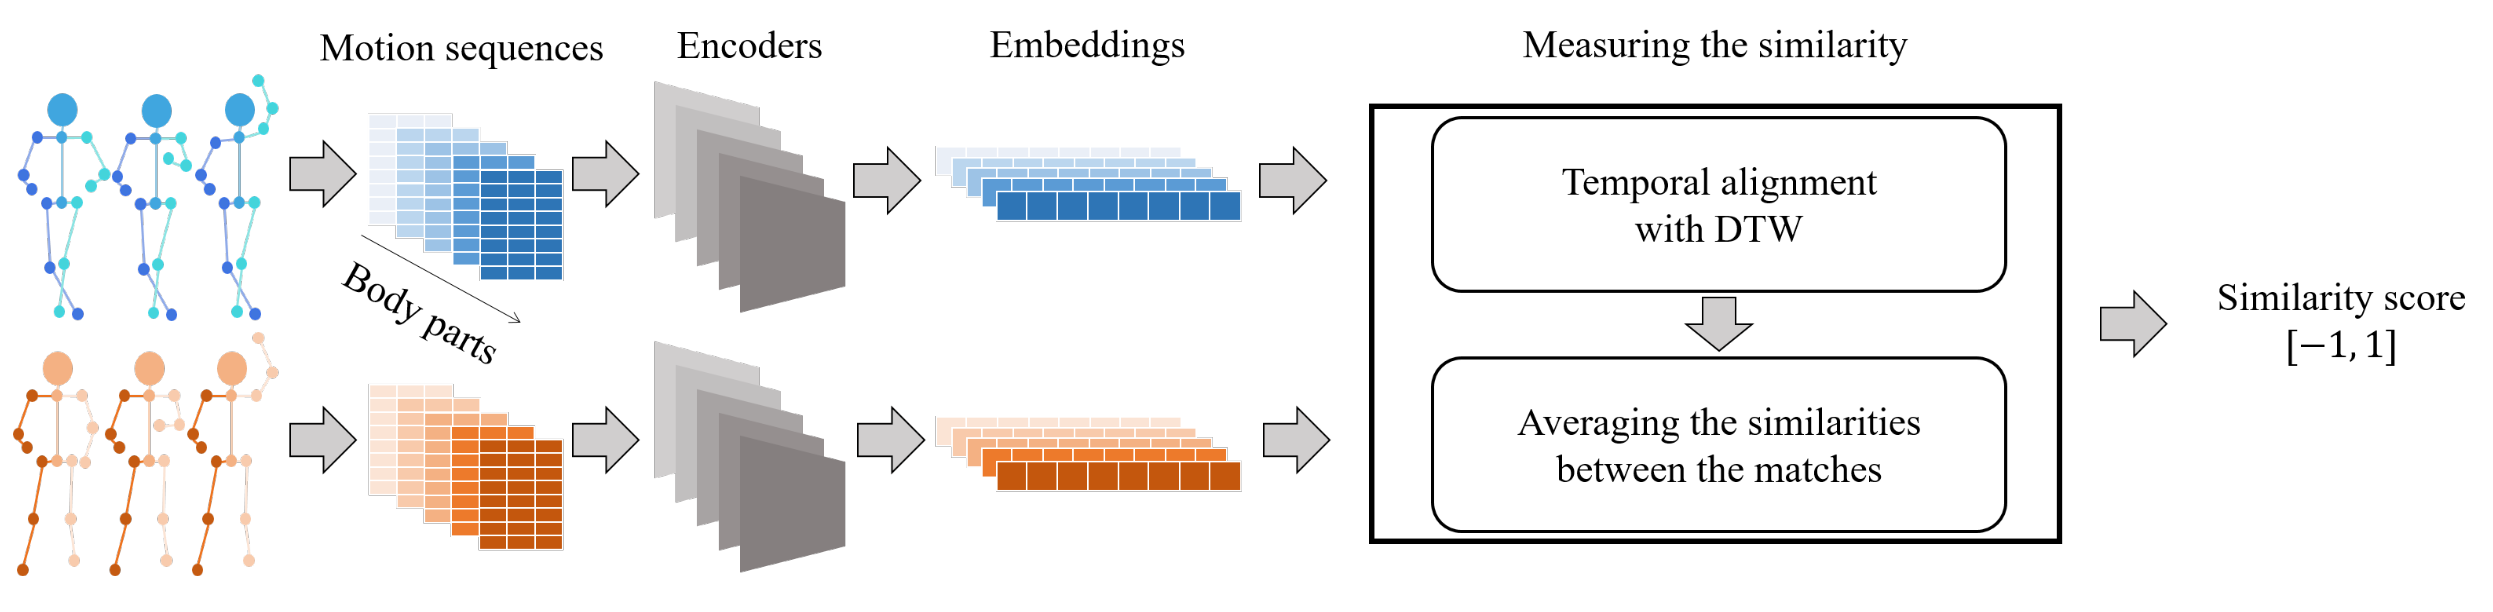 Motion sequences
Encoders
Embeddings
Measuring the similarity
Body parts
Temporal alignment
with DTW
Averaging the similarities
between the matches
Similarity score
[−1, 1]